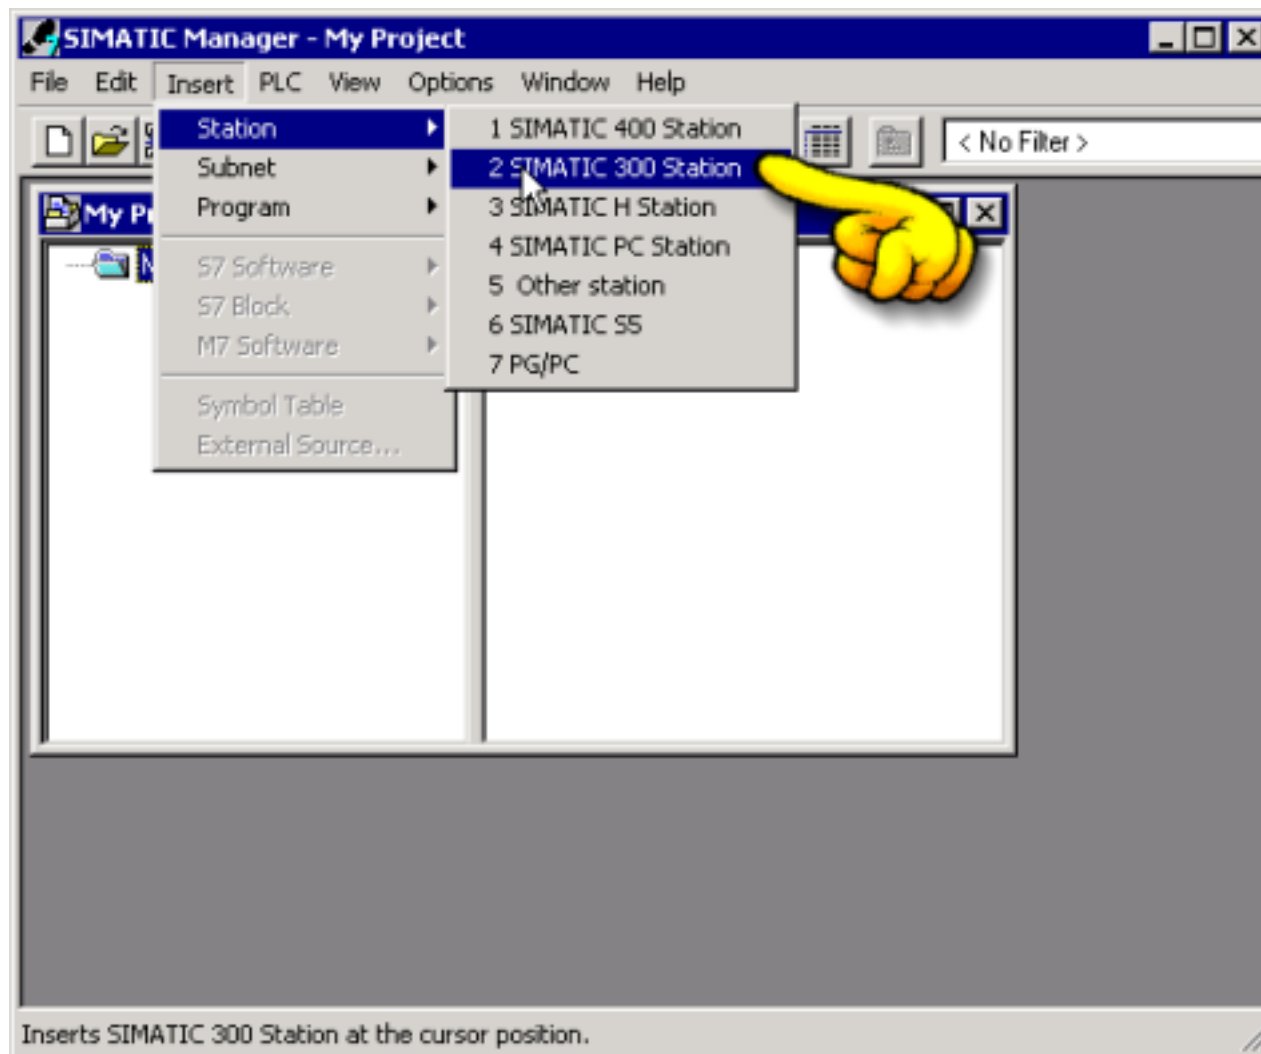 SIMATIC Manager - My Project
File Edit Insert PLC View Options Window Help
< No Filter >
Station
Subnet
Program
S7 Software
S7 Block
M7 Software
Symbol Table
External Source...
1 SIMATIC 400 Station
2 SIMATIC 300 Station
3 SIMATIC H Station
4 SIMATIC PC Station
5 Other station
6 SIMATIC S5
7 PG/PC
My
Inserts SIMATIC 300 Station at the cursor position.